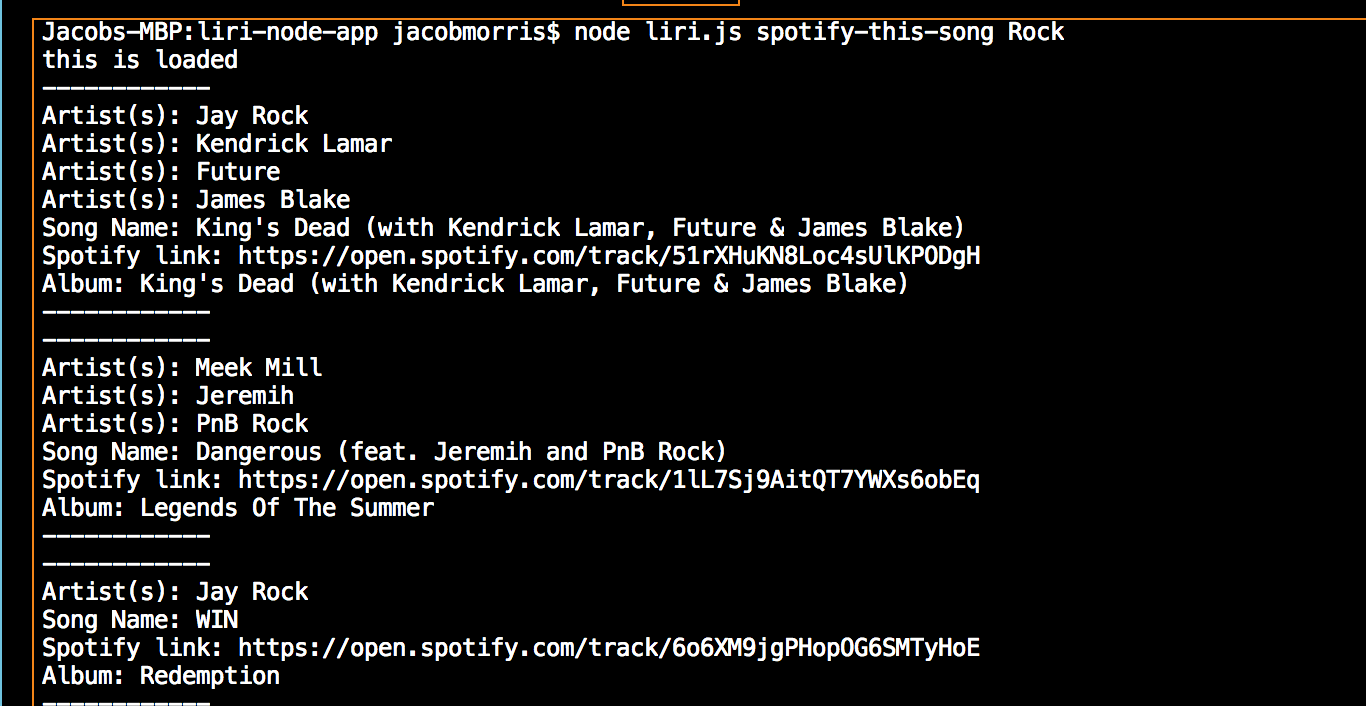 Jacobs-MBP:liri-node-app jacobmorris$ node liri.js spotify-this-song Rock
this is loaded
------------
Artist(s): Jay Rock
Artist(s): Kendrick Lamar
Artist(s): Future
Artist(s): James Blake
Song Name: King's Dead (with Kendrick Lamar, Future & James Blake)
Spotify link: https://open.spotify.com/track/51rXHuKN8Loc4sUlKPODgH
Album: King's Dead (with Kendrick Lamar, Future & James Blake)
------------
------------
Artist(s): Meek Mill
Artist(s): Jeremih
Artist(s): PnB Rock
Song Name: Dangerous (feat. Jeremih and PnB Rock)
Spotify link: https://open.spotify.com/track/1lL7Sj9AitQT7YWXs6obEq
Album: Legends Of The Summer
------------
------------
Artist(s): Jay Rock
Song Name: WIN
Spotify link: https://open.spotify.com/track/6o6XM9jgPHopOG6SMTyHoE
Album: Redemption
------------